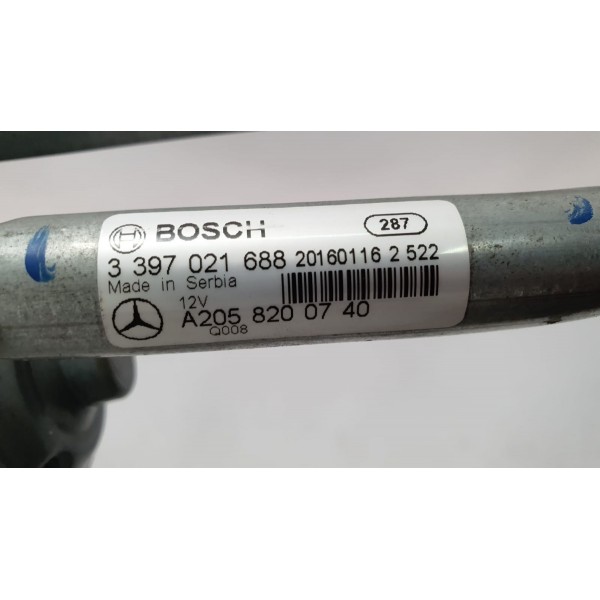 BOSCH 287
3 397 021 688 20160116 2 522
Made in Serbia
12V
A205 820 07 40
Q008